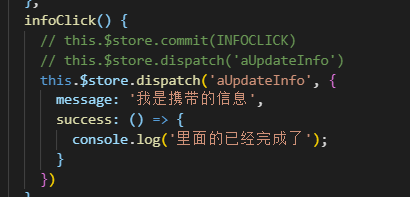 },
infoClick() {
// this.$store.commit(INFOCLICK)
// this.$store.dispatch('aUpdateInfo')
this.$store.dispatch('aUpdateInfo', {
message: '我是携带的信息',
success: () => {
console.log('里面的已经完成了');
}
})
}